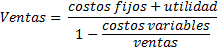 Ventas = costos fijos + utilidad / 1 − costos variables / ventas